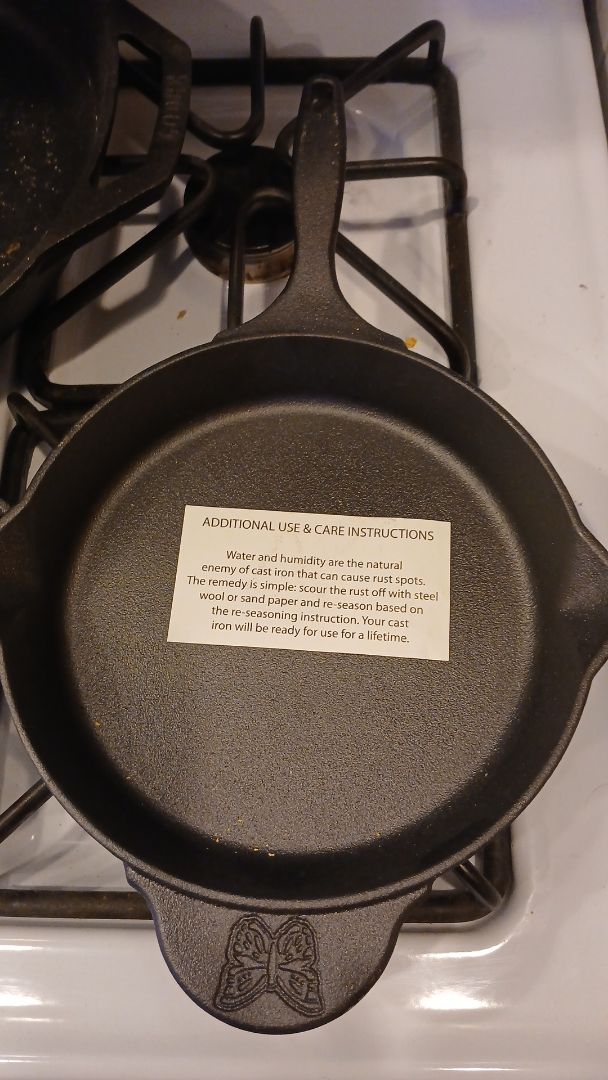 LODGE
ADDITIONAL USE & CARE INSTRUCTIONS
Water and humidity are the natural
enemy of cast iron that can cause rust spots.
The remedy is simple: scour the rust off with steel
wool or sand paper and re-season based on
the re-seasoning instruction. Your cast
iron will be ready for use for a lifetime.